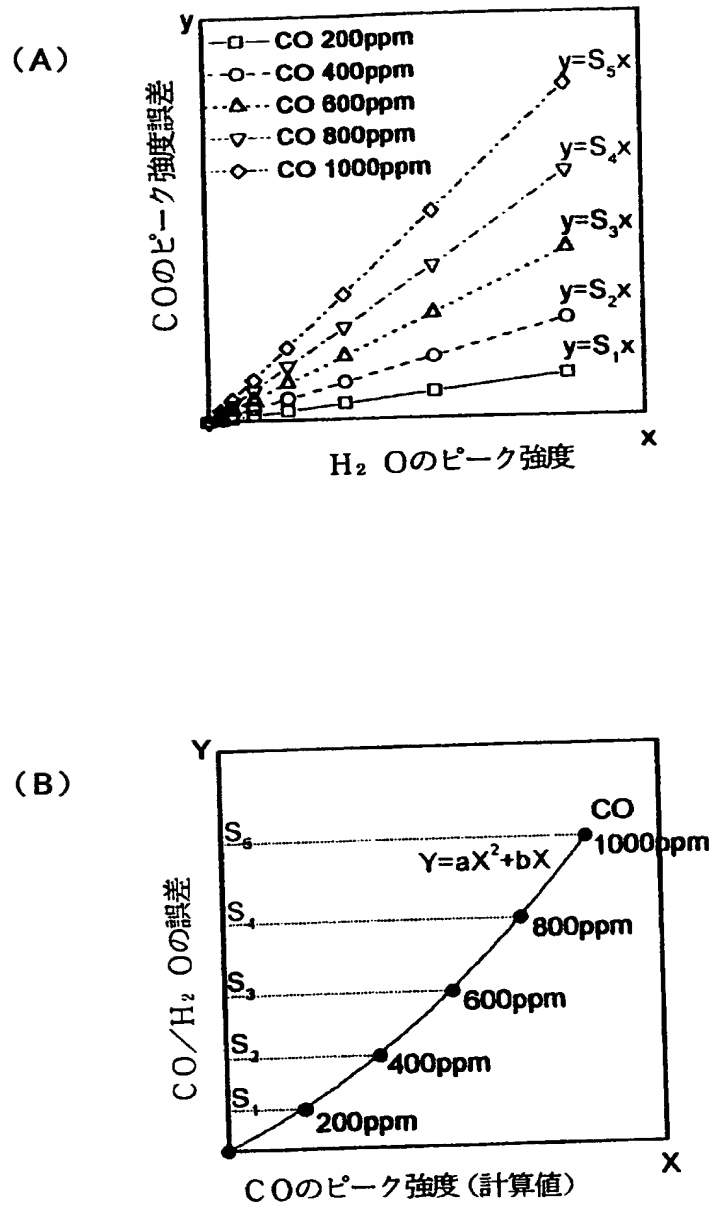 (A)
y
CO 200ppm
CO 400ppm
CO 600ppm
CO 800ppm
CO 1000ppm
y=S₅x
y=S₄x
y=S₃x
y=S₂x
y=S₁x
COのピーク強度誤差
x
H₂ Oのピーク強度
(B)
Y
CO
1000ppm
S₅
Y=aX²+bX
S₄
800ppm
S₃
600ppm
S₂
400ppm
S₁
200ppm
CO/H₂ Oの誤差
X
COのピーク強度(計算値)